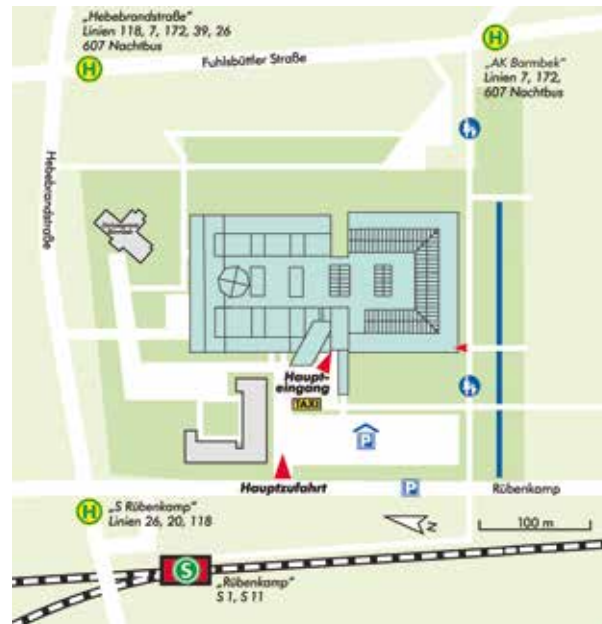 „Hebebrandstraße“
Linien 118, 7, 172, 39, 26
607 Nachtbus
H
Fuhlsbüttler Straße
H
„AK Barmbek“
Linien 7, 172,
607 Nachtbus
Hebebrandstraße
Haupt-
eingang
TAXI
P
Hauptzufahrt
P
Rübenkamp
H
„S Rübenkamp“
Linien 26, 20, 118
N
100 m
S
„Rübenkamp“
S 1, S 11